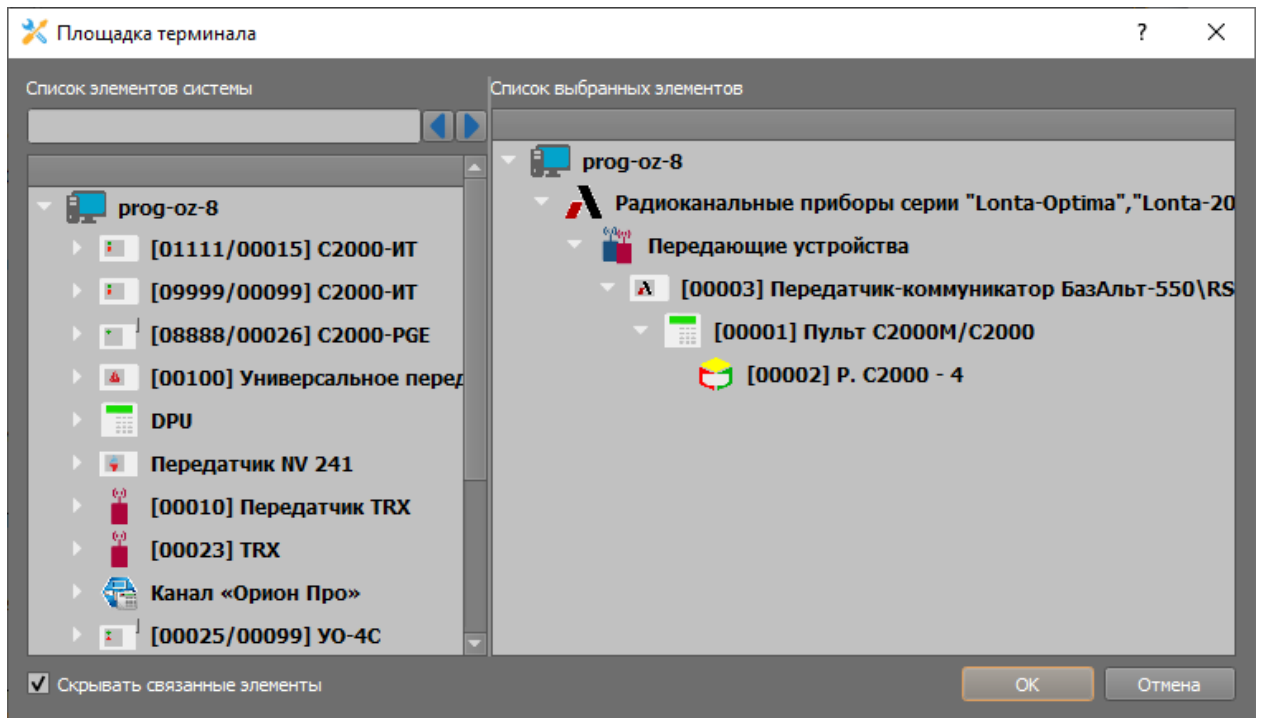 Площадка терминала
?
Список элементов системы
Список выбранных элементов
prog-oz-8
[01111/00015] С2000-ИТ
[09999/00099] С2000-ИТ
[08888/00026] С2000-PGE
[00100] Универсальное перед
DPU
Передатчик NV 241
[00010] Передатчик TRX
[00023] TRX
Канал «Орион Про»
[00025/00099] УО-4С
prog-oz-8
Радиоканальные приборы серии "Lonta-Optima","Lonta-20
Передающие устройства
[00003] Передатчик-коммуникатор БазАльт-550\RS
[00001] Пульт С2000М/С2000
[00002] Р. С2000 - 4
Скрывать связанные элементы
OK
Отмена